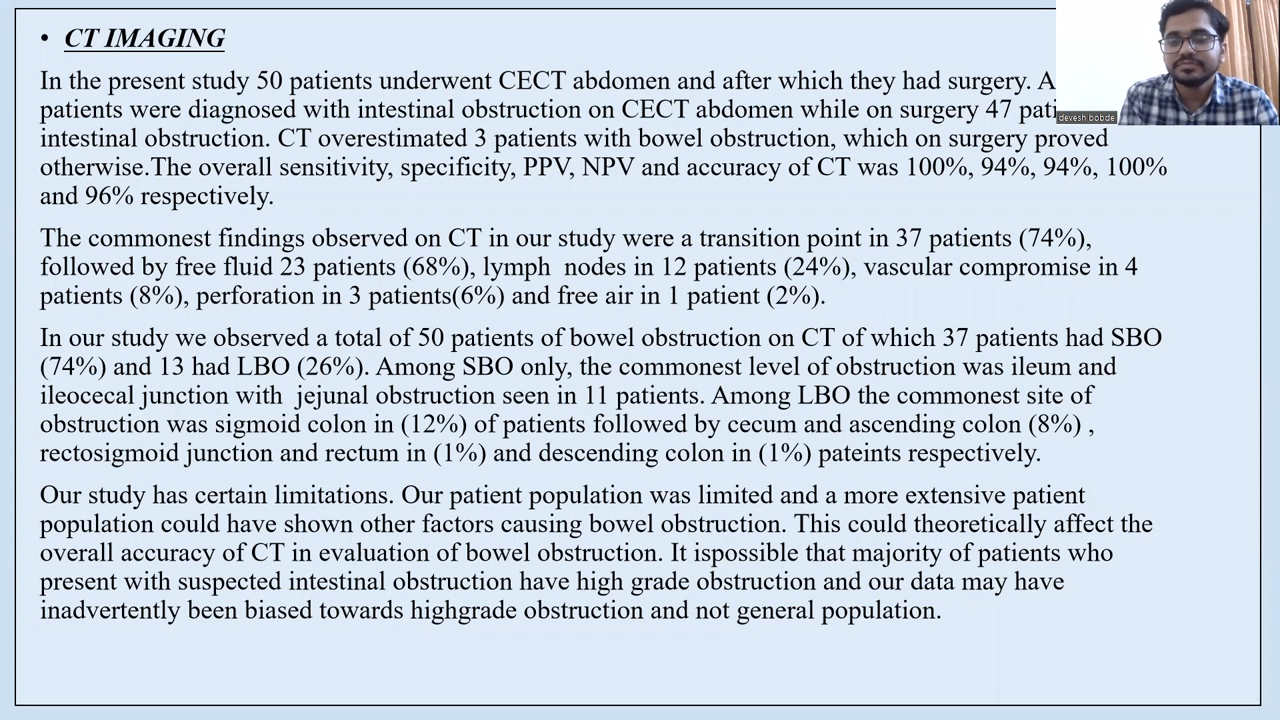 • CT IMAGING
In the present study 50 patients underwent CECT abdomen and after which they had surgery. A
patients were diagnosed with intestinal obstruction on CECT abdomen while on surgery 47 pati
intestinal obstruction. CT overestimated 3 patients with bowel obstruction, which on surgery proved
otherwise.The overall sensitivity, specificity, PPV, NPV and accuracy of CT was 100%, 94%, 94%, 100%
and 96% respectively.
The commonest findings observed on CT in our study were a transition point in 37 patients (74%),
followed by free fluid 23 patients (68%), lymph  nodes in 12 patients (24%), vascular compromise in 4
patients (8%), perforation in 3 patients(6%) and free air in 1 patient (2%).
In our study we observed a total of 50 patients of bowel obstruction on CT of which 37 patients had SBO
(74%) and 13 had LBO (26%). Among SBO only, the commonest level of obstruction was ileum and
ileocecal junction with  jejunal obstruction seen in 11 patients. Among LBO the commonest site of
obstruction was sigmoid colon in (12%) of patients followed by cecum and ascending colon (8%) ,
rectosigmoid junction and rectum in (1%) and descending colon in (1%) pateints respectively.
Our study has certain limitations. Our patient population was limited and a more extensive patient
population could have shown other factors causing bowel obstruction. This could theoretically affect the
overall accuracy of CT in evaluation of bowel obstruction. It ispossible that majority of patients who
present with suspected intestinal obstruction have high grade obstruction and our data may have
inadvertently been biased towards highgrade obstruction and not general population.
devesh bobde